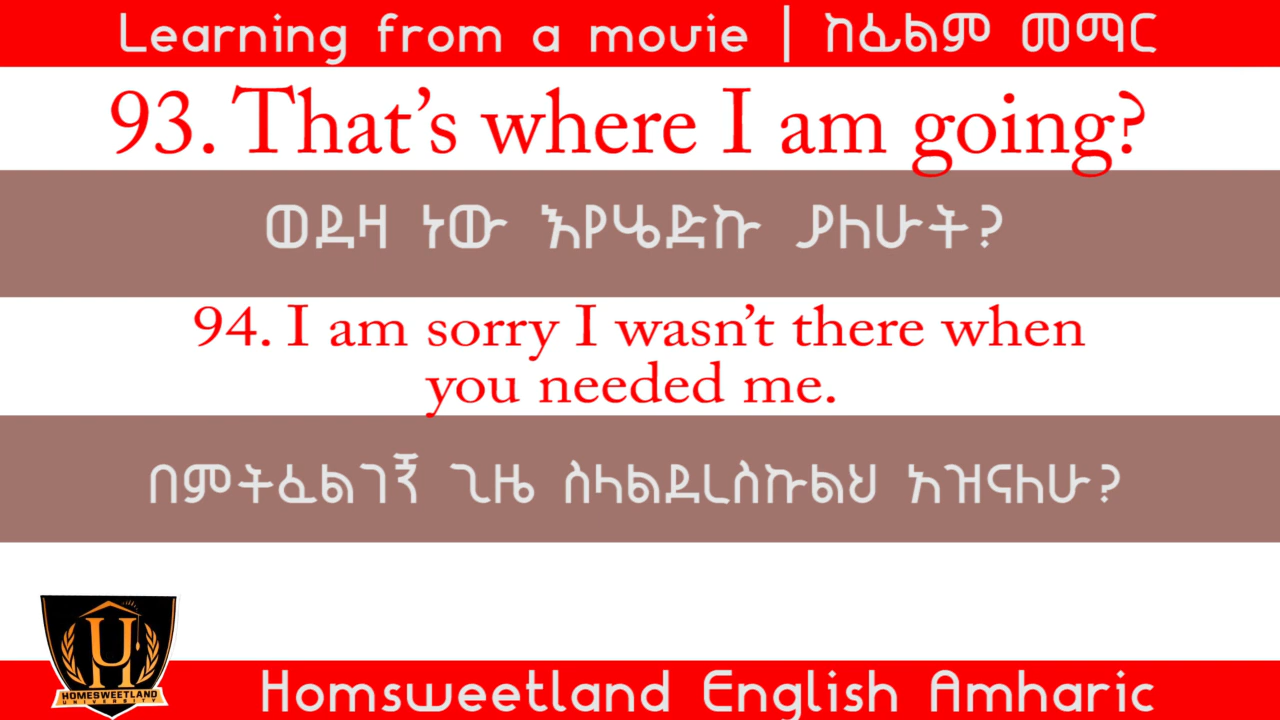 Learning from a movie | ከፊልም መማር
93. That's where I am going?
ወደዛ ነው እየሄድኩ ያለሁት?
94. I am sorry I wasn't there when
you needed me.
በምትፈልገኝ ጊዜ ስላልደረስኩልህ አዝናለሁ?
HOMESWEETLAND
UNIVERSITY
Homsweetland English Amharic